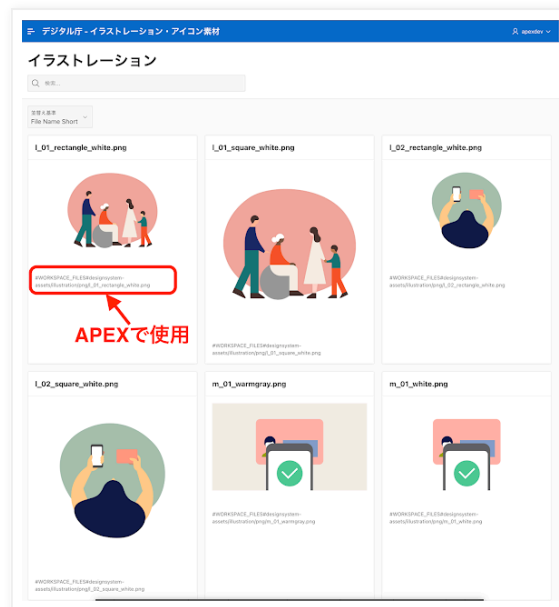 デジタル庁 - イラストレーション・アイコン素材
apexdev
イラストレーション
検索...
並替え基準
File Name Short
l_01_rectangle_white.png
l_01_square_white.png
l_02_rectangle_white.png
#WORKSPACE_FILES#designsystem-
assets/illustration/png/l_01_rectangle_white.png
#WORKSPACE_FILES#designsystem-
assets/illustration/png/l_02_rectangle_white.png
APEXで使用
#WORKSPACE_FILES#designsystem-
assets/illustration/png/l_01_square_white.png
l_02_square_white.png
m_01_warmgray.png
m_01_white.png
#WORKSPACE_FILES#designsystem-
assets/illustration/png/m_01_warmgray.png
#WORKSPACE_FILES#designsystem-
assets/illustration/png/m_01_white.png
#WORKSPACE_FILES#designsystem-
assets/illustration/png/l_02_square_white.png